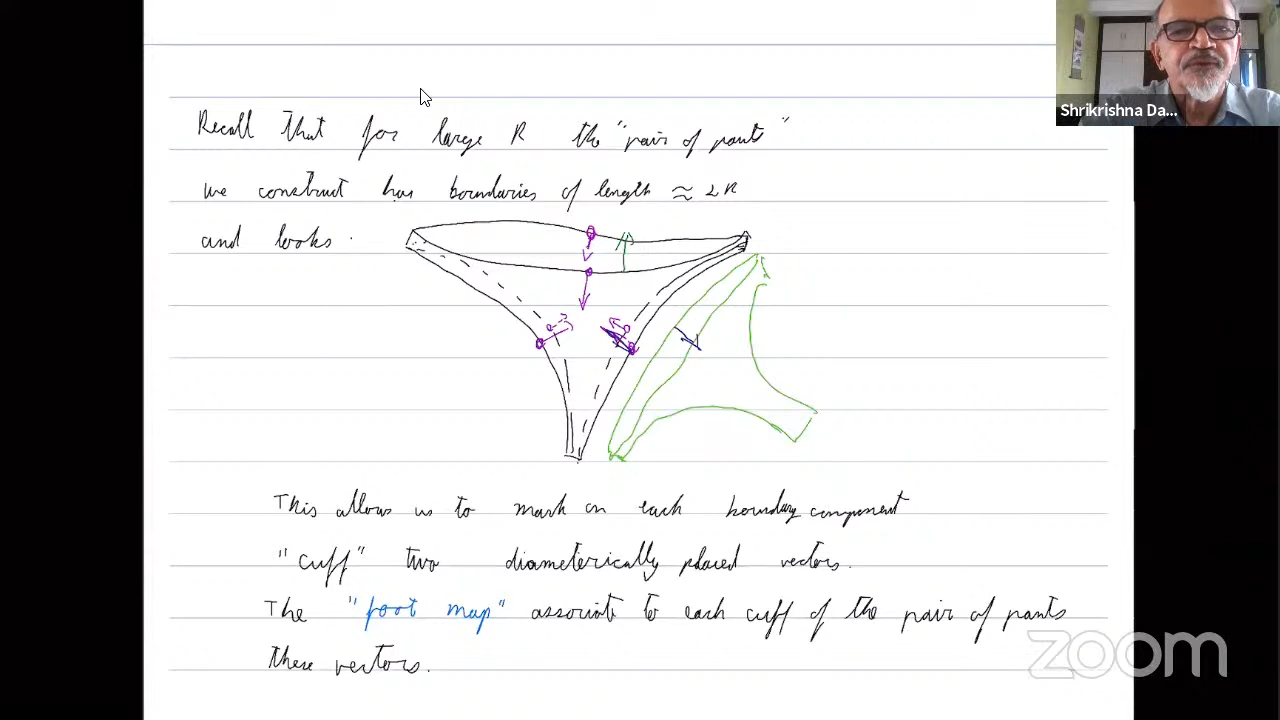 Shrikrishna Da...
Recall that for large R the "pair of pants"
we construct has boundaries of length ≈ 2R
and looks.
This allows us to mark on each boundary component
"cuff" two diameterically placed vectors.
The "foot map" associate to each cuff of the pair of pants
these vectors.
zoom